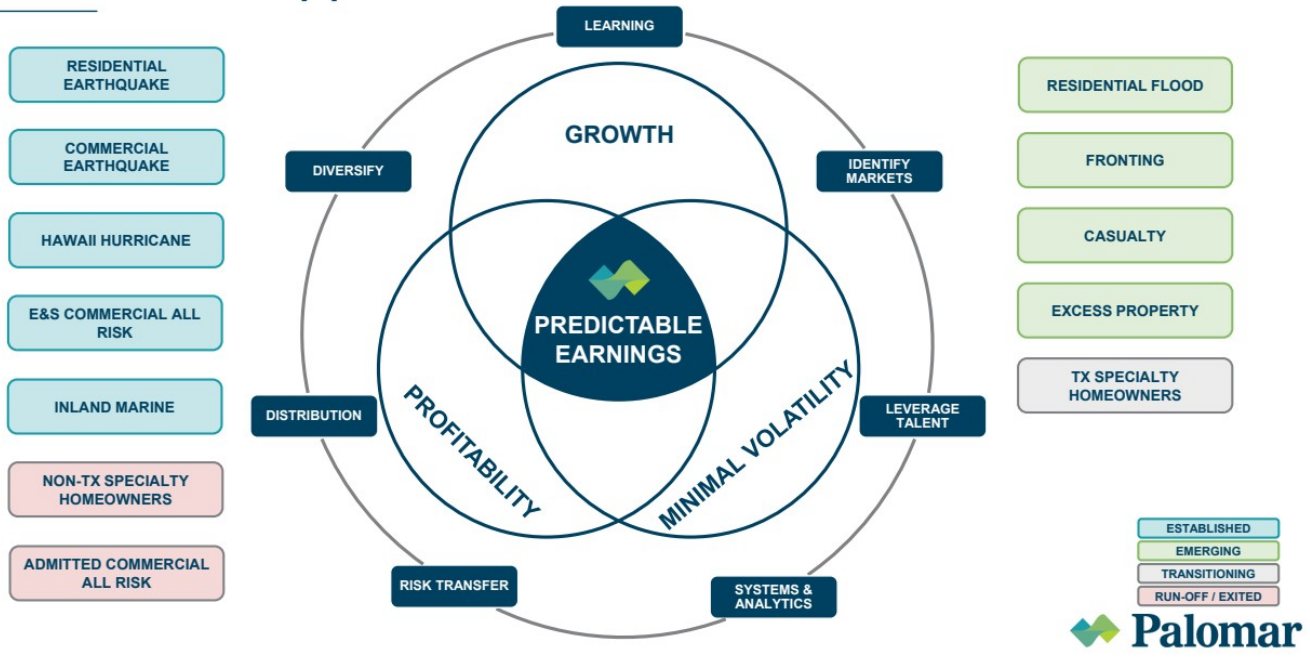 RESIDENTIAL
EARTHQUAKE
COMMERCIAL
EARTHQUAKE
HAWAII HURRICANE
E&S COMMERCIAL ALL
RISK
INLAND MARINE
NON-TX SPECIALTY
HOMEOWNERS
ADMITTED COMMERCIAL
ALL RISK
LEARNING
DIVERSIFY
IDENTIFY
MARKETS
DISTRIBUTION
LEVERAGE
TALENT
RISK TRANSFER
SYSTEMS &
ANALYTICS
GROWTH
PREDICTABLE
EARNINGS
PROFITABILITY
MINIMAL VOLATILITY
RESIDENTIAL FLOOD
FRONTING
CASUALTY
EXCESS PROPERTY
TX SPECIALTY
HOMEOWNERS
ESTABLISHED
EMERGING
TRANSITIONING
RUN-OFF / EXITED
Palomar